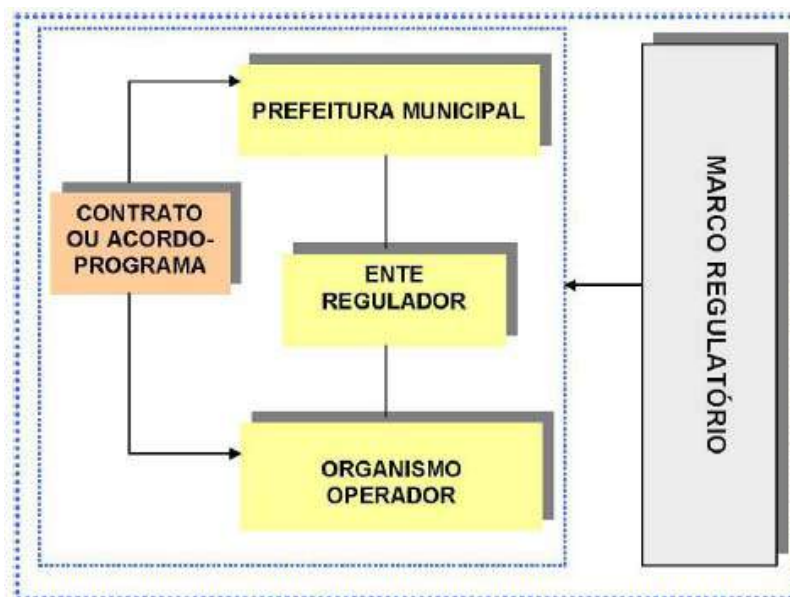 PREFEITURA MUNICIPAL
CONTRATO
OU ACORDO-
PROGRAMA
ENTE
REGULADOR
ORGANISMO
OPERADOR
MARCO REGULATÓRIO